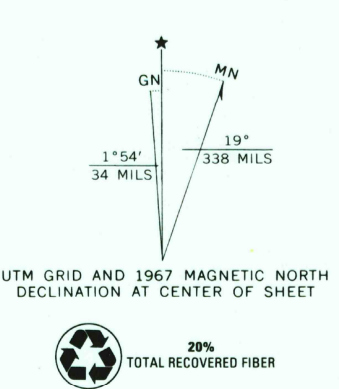 ★
GN
MN
1°54′
34 MILS
19°
338 MILS
UTM GRID AND 1967 MAGNETIC NORTH
DECLINATION AT CENTER OF SHEET
20%
TOTAL RECOVERED FIBER